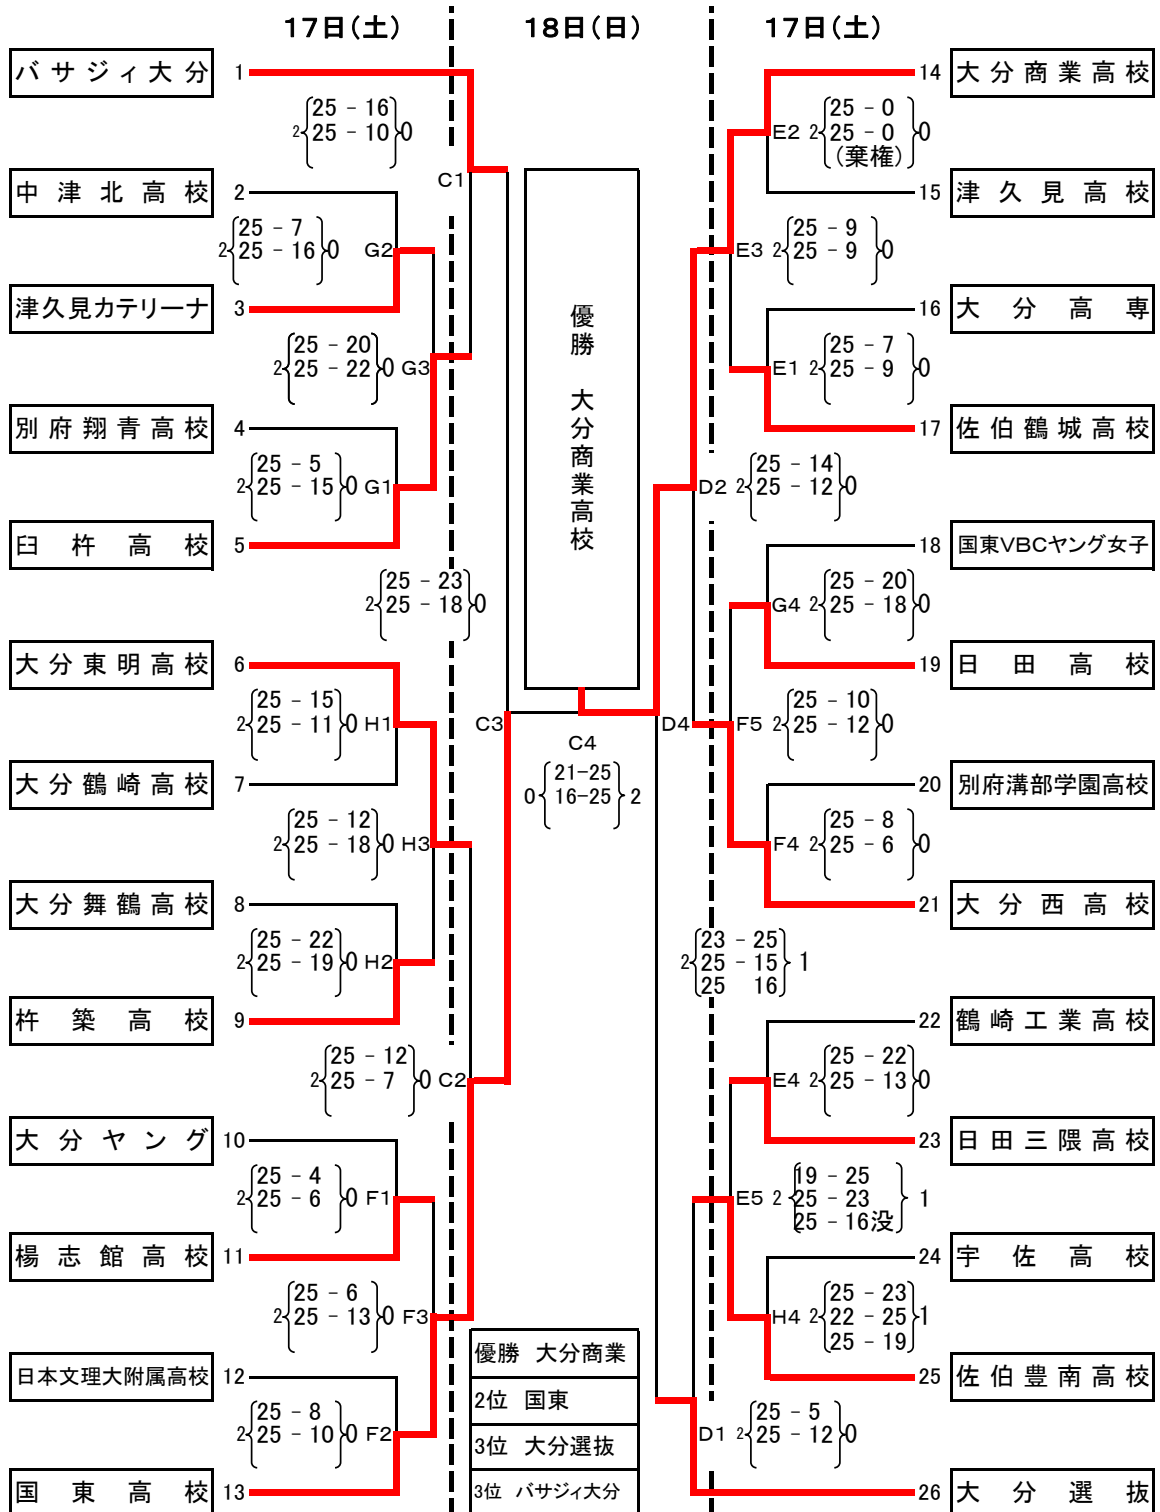 17日(土)
18日(日)
17日(土)
バサジィ大分 1
2 25 - 16 0
25 - 10
C1
中津北高校 2
2 25 - 7 0
25 - 16
G2
津久見カテリーナ 3
2 25 - 20 0
25 - 22
G3
別府翔青高校 4
2 25 - 5 0
25 - 15
G1
臼杵高校 5
2 25 - 23 0
25 - 18
大分東明高校 6
2 25 - 15 0
25 - 11
H1
C3
大分鶴崎高校 7
2 25 - 12 0
25 - 18
H3
大分舞鶴高校 8
2 25 - 22 0
25 - 19
H2
杵築高校 9
2 25 - 12 0
25 - 7
C2
大分ヤング 10
2 25 - 4 0
25 - 6
F1
楊志館高校 11
2 25 - 6 0
25 - 13
F3
日本文理大附属高校 12
2 25 - 8 0
25 - 10
F2
国東高校 13
優勝 大分商業高校
C4
0 21-25 2
16-25
優勝 大分商業
2位 国東
3位 大分選抜
3位 バサジィ大分
14 大分商業高校
E2 2 25 - 0 0
25 - 0
(棄権)
15 津久見高校
E3 2 25 - 9 0
25 - 9
16 大分高専
E1 2 25 - 7 0
25 - 9
17 佐伯鶴城高校
D2 2 25 - 14 0
25 - 12
18 国東VBCヤング女子
G4 2 25 - 20 0
25 - 18
19 日田高校
D4
F5 2 25 - 10 0
25 - 12
20 別府溝部学園高校
F4 2 25 - 8 0
25 - 6
21 大分西高校
2 23 - 25 1
25 - 15
25 16
22 鶴崎工業高校
E4 2 25 - 22 0
25 - 13
23 日田三隈高校
E5 2 19 - 25 1
25 - 23
25 - 16没
24 宇佐高校
H4 2 25 - 23 1
22 - 25
25 - 19
25 佐伯豊南高校
D1 2 25 - 5 0
25 - 12
26 大分選抜